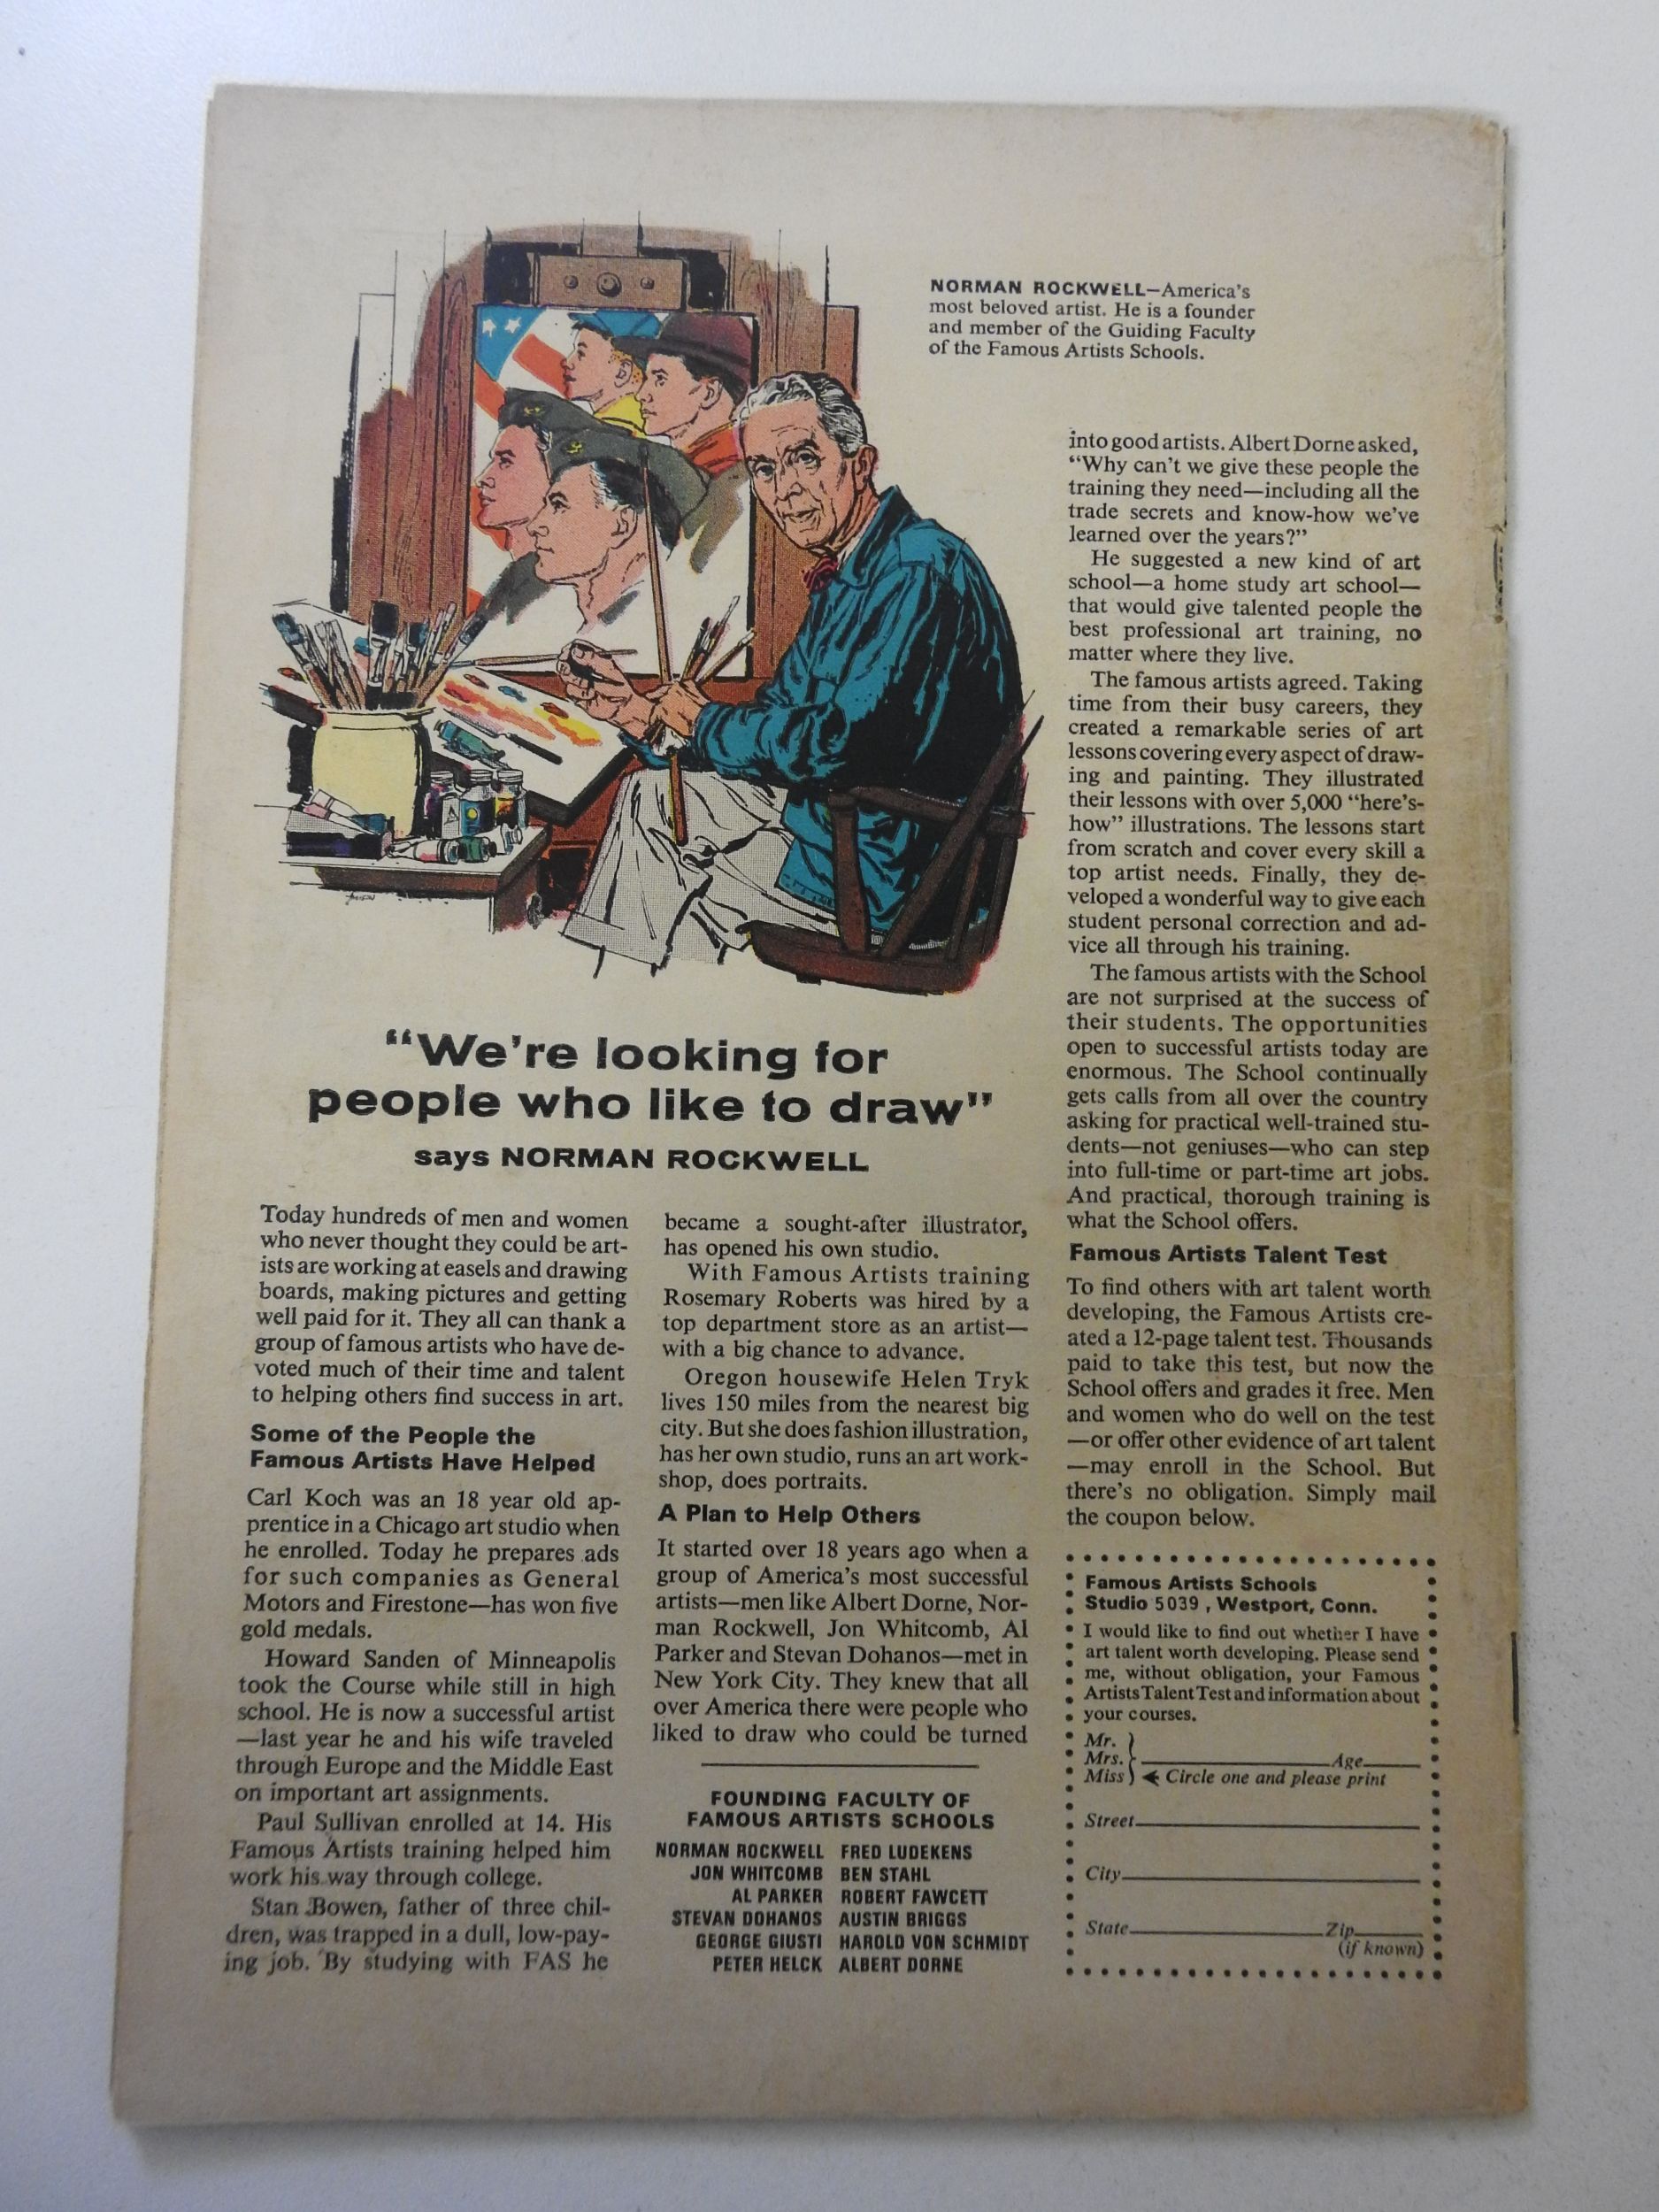 NORMAN ROCKWELL—America's
most beloved artist. He is a founder
and member of the Guiding Faculty
of the Famous Artists Schools.
"We're looking for
people who like to draw"
says NORMAN ROCKWELL
Today hundreds of men and women
who never thought they could be art-
ists are working at easels and drawing
boards, making pictures and getting
well paid for it. They all can thank a
group of famous artists who have de-
voted much of their time and talent
to helping others find success in art.
Some of the People the
Famous Artists Have Helped
Carl Koch was an 18 year old ap-
prentice in a Chicago art studio when
he enrolled. Today he prepares ads
for such companies as General
Motors and Firestone—has won five
gold medals.
Howard Sanden of Minneapolis
took the Course while still in high
school. He is now a successful artist
—last year he and his wife traveled
through Europe and the Middle East
on important art assignments.
Paul Sullivan enrolled at 14. His
Famous Artists training helped him
work his way through college.
Stan Bowen, father of three chil-
dren, was trapped in a dull, low-pay-
ing job. By studying with FAS he
became a sought-after illustrator,
has opened his own studio.
With Famous Artists training
Rosemary Roberts was hired by a
top department store as an artist—
with a big chance to advance.
Oregon housewife Helen Tryk
lives 150 miles from the nearest big
city. But she does fashion illustration,
has her own studio, runs an art work-
shop, does portraits.
A Plan to Help Others
It started over 18 years ago when a
group of America's most successful
artists—men like Albert Dorne, Nor-
man Rockwell, Jon Whitcomb, Al
Parker and Stevan Dohanos—met in
New York City. They knew that all
over America there were people who
liked to draw who could be turned
FOUNDING FACULTY OF
FAMOUS ARTISTS SCHOOLS
NORMAN ROCKWELL FRED LUDEKENS
JON WHITCOMB BEN STAHL
AL PARKER ROBERT FAWCETT
STEVAN DOHANOS AUSTIN BRIGGS
GEORGE GIUSTI HAROLD VON SCHMIDT
PETER HELCK ALBERT DORNE
into good artists. Albert Dorne asked,
"Why can't we give these people the
training they need—including all the
trade secrets and know-how we've
learned over the years?"
He suggested a new kind of art
school—a home study art school—
that would give talented people the
best professional art training, no
matter where they live.
The famous artists agreed. Taking
time from their busy careers, they
created a remarkable series of art
lessons covering every aspect of draw-
ing and painting. They illustrated
their lessons with over 5,000 "here's-
how" illustrations. The lessons start
from scratch and cover every skill a
top artist needs. Finally, they de-
veloped a wonderful way to give each
student personal correction and ad-
vice all through his training.
The famous artists with the School
are not surprised at the success of
their students. The opportunities
open to successful artists today are
enormous. The School continually
gets calls from all over the country
asking for practical well-trained stu-
dents—not geniuses—who can step
into full-time or part-time art jobs.
And practical, thorough training is
what the School offers.
Famous Artists Talent Test
To find others with art talent worth
developing, the Famous Artists cre-
ated a 12-page talent test. Thousands
paid to take this test, but now the
School offers and grades it free. Men
and women who do well on the test
—or offer other evidence of art talent
—may enroll in the School. But
there's no obligation. Simply mail
the coupon below.
Famous Artists Schools
Studio 5039, Westport, Conn.
I would like to find out whether I have
art talent worth developing. Please send
me, without obligation, your Famous
Artists Talent Test and information about
your courses.
Mr.
Mrs. Age
Miss Circle one and please print
Street
City
State Zip
(if known)